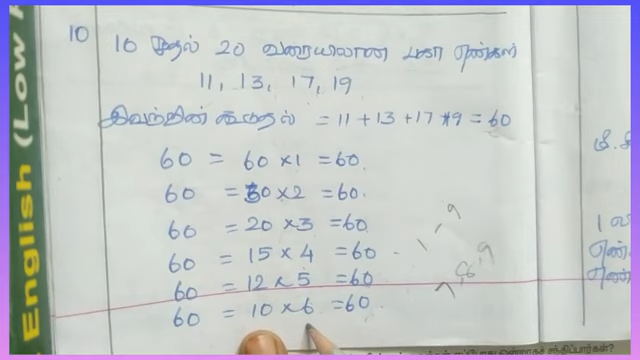 English (Low
10
10 முதல் 20 வரையிலான பகா எண்கள்
11, 13, 17, 19
இவற்றின் கூடுதல் = 11 + 13 + 17 + 19 = 60
60 = 60 × 1 = 60.
60 = 30 × 2 = 60.
60 = 20 × 3 = 60
60 = 15 × 4 = 60
60 = 12 × 5 = 60
60 = 10 × 6 = 60.